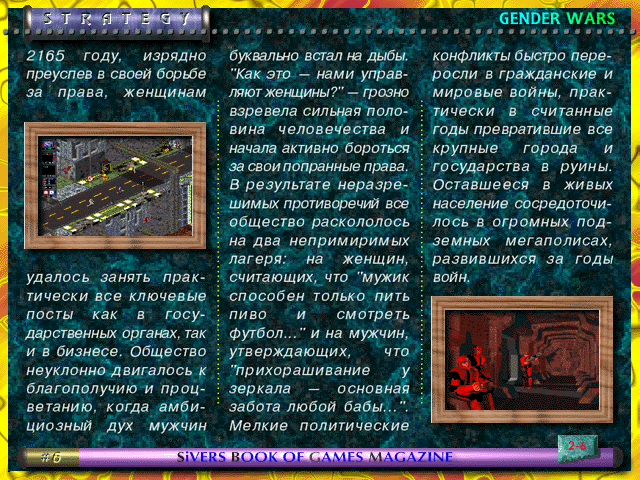 STRATEGY
GENDER WARS
2165 году, изрядно
преуспев в своей борьбе
за права, женщинам
удалось занять прак-
тически все ключевые
посты как в госу-
дарственных органах, так
и в бизнесе. Общество
неуклонно двигалось к
благополучию и проц-
ветанию, когда амби-
циозный дух мужчин
буквально встал на дыбы.
"Как это — нами управ-
ляют женщины?" — грозно
взревела сильная поло-
вина человечества и
начала активно бороться
за свои попранные права.
В результате неразре-
шимых противоречий все
общество раскололось
на два непримиримых
лагеря: на женщин,
считающих, что "мужик
способен только пить
пиво и смотреть
футбол..." и на мужчин,
утверждающих, что
"прихорашивание у
зеркала — основная
забота любой бабы...".
Мелкие политические
конфликты быстро пере-
росли в гражданские и
мировые войны, прак-
тически в считанные
годы превратившие все
крупные города и
государства в руины.
Оставшееся в живых
население сосредоточи-
лось в огромных под-
земных мегаполисах,
развившихся за годы
войн.
#6
SiVERS BOOK OF GAMES MAGAZINE
2-6